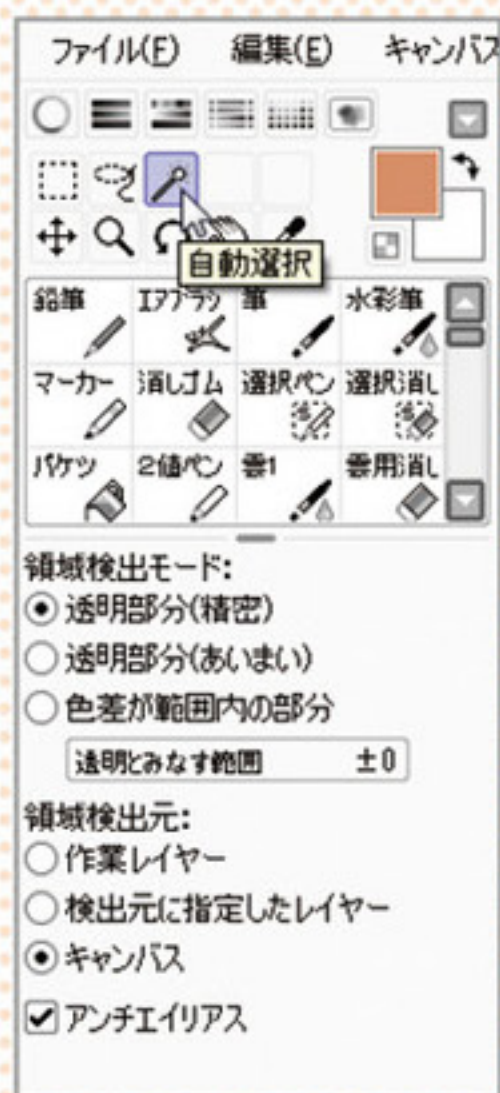 ファイル(F) 編集(E) キャンバス
自動選択
鉛筆 エアブラシ 筆 水彩筆
マーカー 消しゴム 選択ペン 選択消し
バケツ 2値ペン 雲1 雲用消し
領域検出モード:
透明部分(精密)
透明部分(あいまい)
色差が範囲内の部分
透明とみなす範囲 ±0
領域検出元:
作業レイヤー
検出元に指定したレイヤー
キャンバス
アンチエイリアス